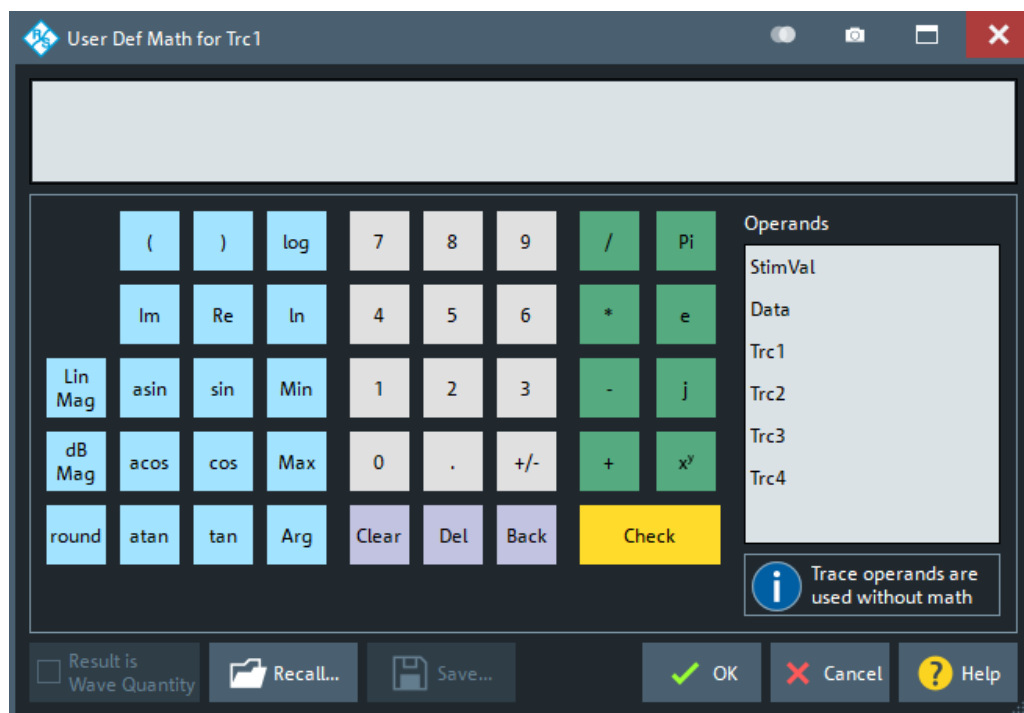 R S User Def Math for Trc1
( ) log 7 8 9 / Pi
Operands
StimVal
Im Re ln 4 5 6 * e
Data
Trc1
Lin
Mag
asin sin Min 1 2 3 - j
Trc2
Trc3
dB
Mag
acos cos Max 0 . +/- + xʸ
Trc4
round atan tan Arg Clear Del Back Check
i
Trace operands are
used without math
Result is
Wave Quantity
Recall...
Save...
OK
Cancel
? Help